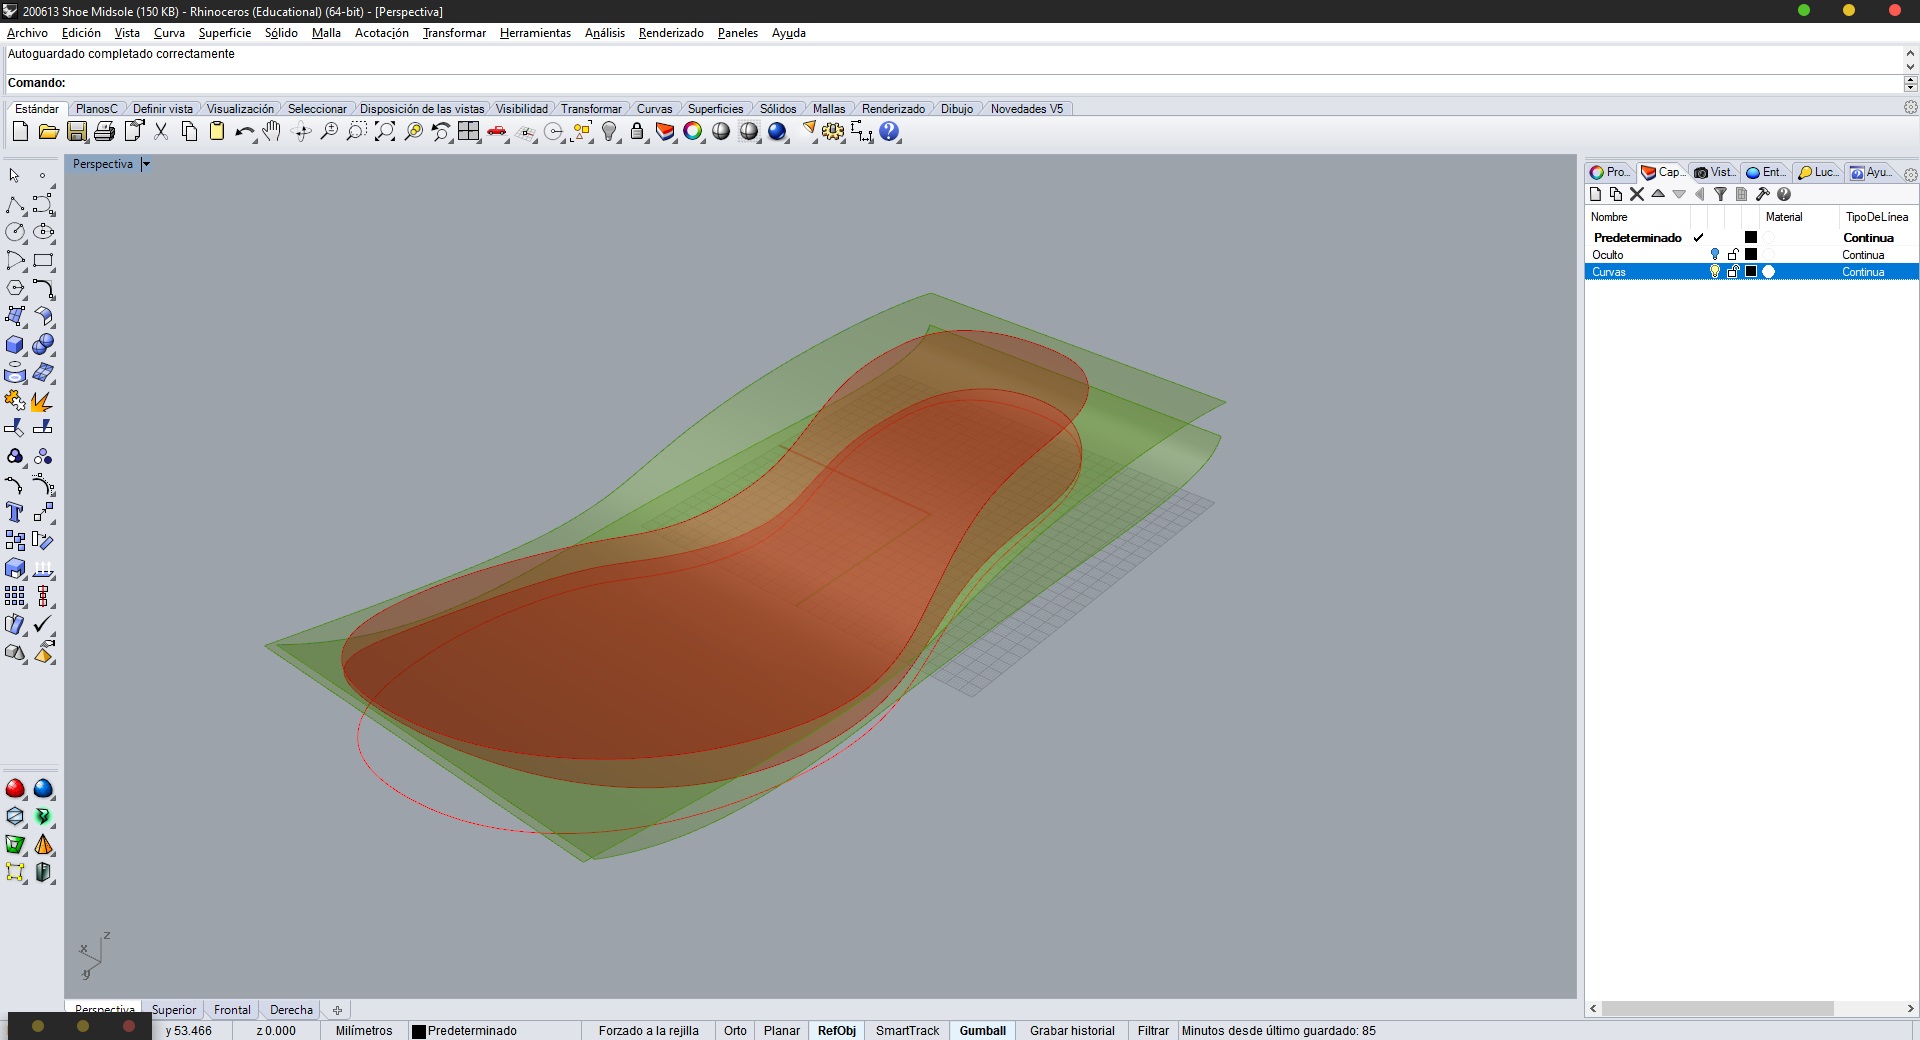 200613 Shoe Midsole (150 KB) - Rhinoceros (Educational) (64-bit) - [Perspectiva]
Archivo Edición Vista Curva Superficie Sólido Malla Acotación Transformar Herramientas Análisis Renderizado Paneles Ayuda
Autoguardado completado correctamente
Comando:
Estándar PlanosC Definir vista Visualización Seleccionar Disposición de las vistas Visibilidad Transformar Curvas Superficies Sólidos Mallas Renderizado Dibujo Novedades V5
Perspectiva
Pro... Cap... Vist... Ent... Luc... Ayu...
Nombre Material TipoDeLínea
Predeterminado Continua
Oculto Continua
Curvas Continua
z
x
y
Perspectiva Superior Frontal Derecha
y 53.466 z 0.000 Milímetros Predeterminado Forzado a la rejilla Orto Planar RefObj SmartTrack Gumball Grabar historial Filtrar Minutos desde último guardado: 85